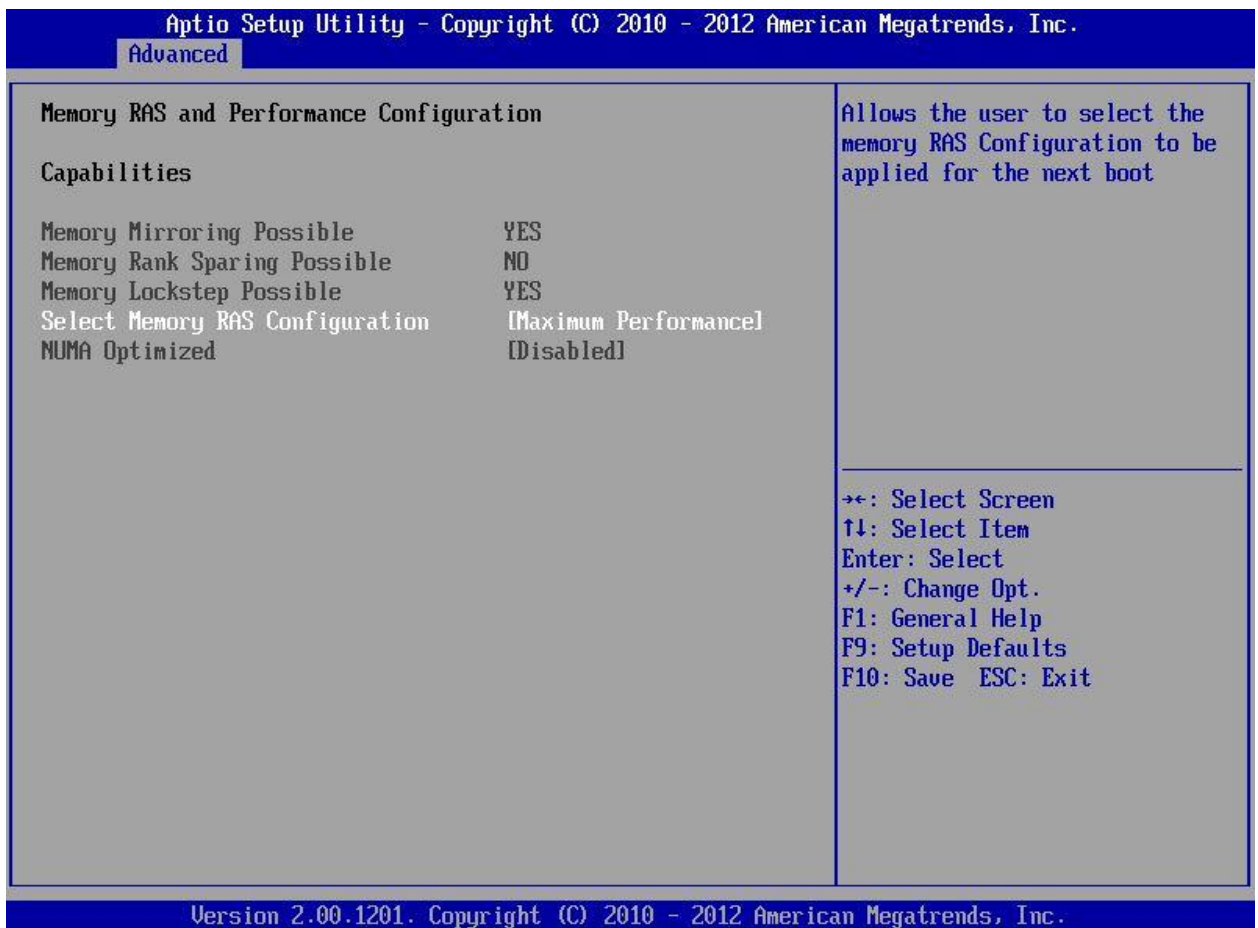 Aptio Setup Utility - Copyright (C) 2010 - 2012 American Megatrends, Inc.
Advanced
Memory RAS and Performance Configuration
Capabilities
Memory Mirroring Possible YES
Memory Rank Sparing Possible NO
Memory Lockstep Possible YES
Select Memory RAS Configuration [Maximum Performance]
NUMA Optimized [Disabled]
Allows the user to select the
memory RAS Configuration to be
applied for the next boot
→←: Select Screen
↑↓: Select Item
Enter: Select
+/-: Change Opt.
F1: General Help
F9: Setup Defaults
F10: Save ESC: Exit
Version 2.00.1201. Copyright (C) 2010 - 2012 American Megatrends, Inc.